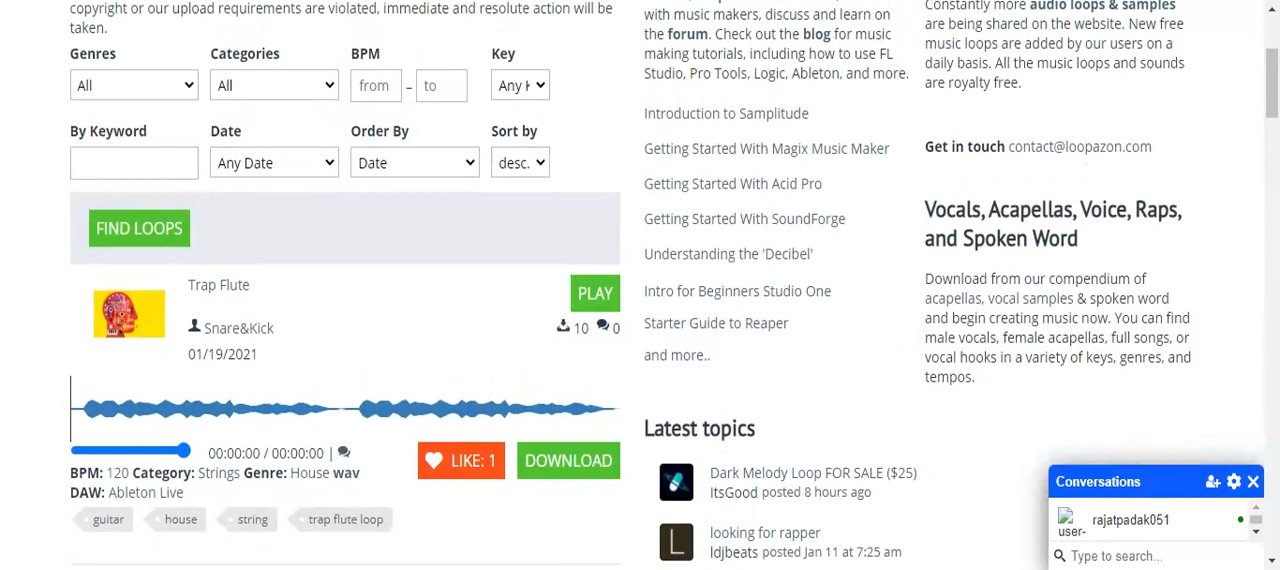 copyright or our upload requirements are violated, immediate and resolute action will be
taken.
Genres
Categories
BPM
Key
All
All
from – to
By Keyword
Date
Order By
Sort by
Any Date
Date
desc.
FIND LOOPS
Trap Flute
PLAY
Snare&Kick
10 0
01/19/2021
00:00:00 / 00:00:00 |
LIKE: 1
DOWNLOAD
BPM: 120 Category: Strings Genre: House wav
DAW: Ableton Live
guitar
house
string
trap flute loop
with music makers, discuss and learn on
the forum. Check out the blog for music
making tutorials, including how to use FL
Studio, Pro Tools, Logic, Ableton, and more.
Introduction to Samplitude
Getting Started With Magix Music Maker
Getting Started With Acid Pro
Getting Started With SoundForge
Understanding the 'Decibel'
Intro for Beginners Studio One
Starter Guide to Reaper
and more..
Latest topics
Dark Melody Loop FOR SALE ($25)
ItsGood posted 8 hours ago
L
looking for rapper
ldjbeats posted Jan 11 at 7:25 am
Constantly more audio loops & samples
are being shared on the website. New free
music loops are added by our users on a
daily basis. All the music loops and sounds
are royalty free.
Get in touch contact@loopazon.com
Vocals, Acapellas, Voice, Raps,
and Spoken Word
Download from our compendium of
acapellas, vocal samples & spoken word
and begin creating music now. You can find
male vocals, female acapellas, full songs, or
vocal hooks in a variety of keys, genres, and
tempos.
Conversations
user-
rajatpadak051
Type to search...